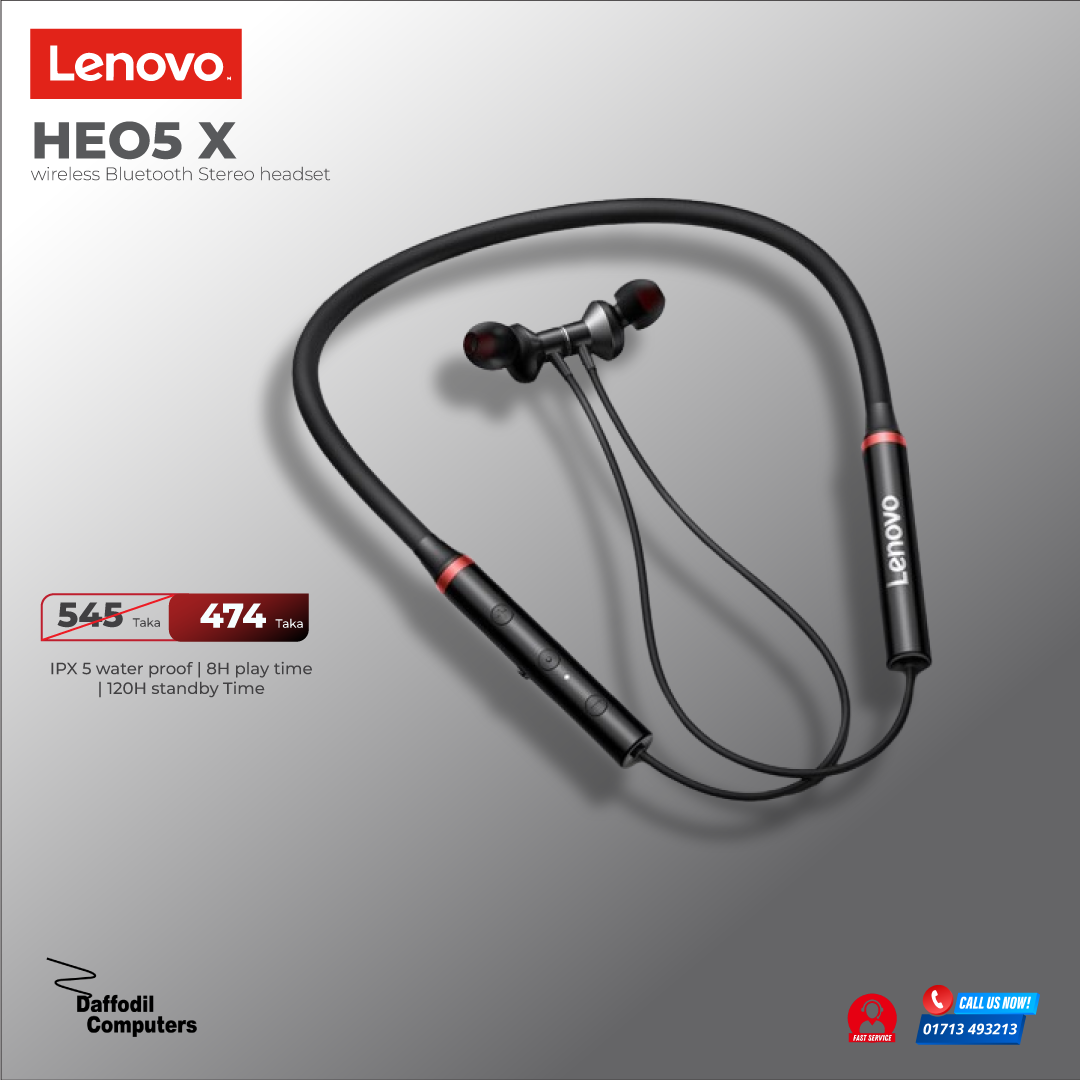 Lenovo
HEO5 X
wireless Bluetooth Stereo headset
Lenovo
545 Taka 474 Taka
IPX 5 water proof | 8H play time
| 120H standby Time
Daffodil
Computers
FAST SERVICE
CALL US NOW!
01713 493213